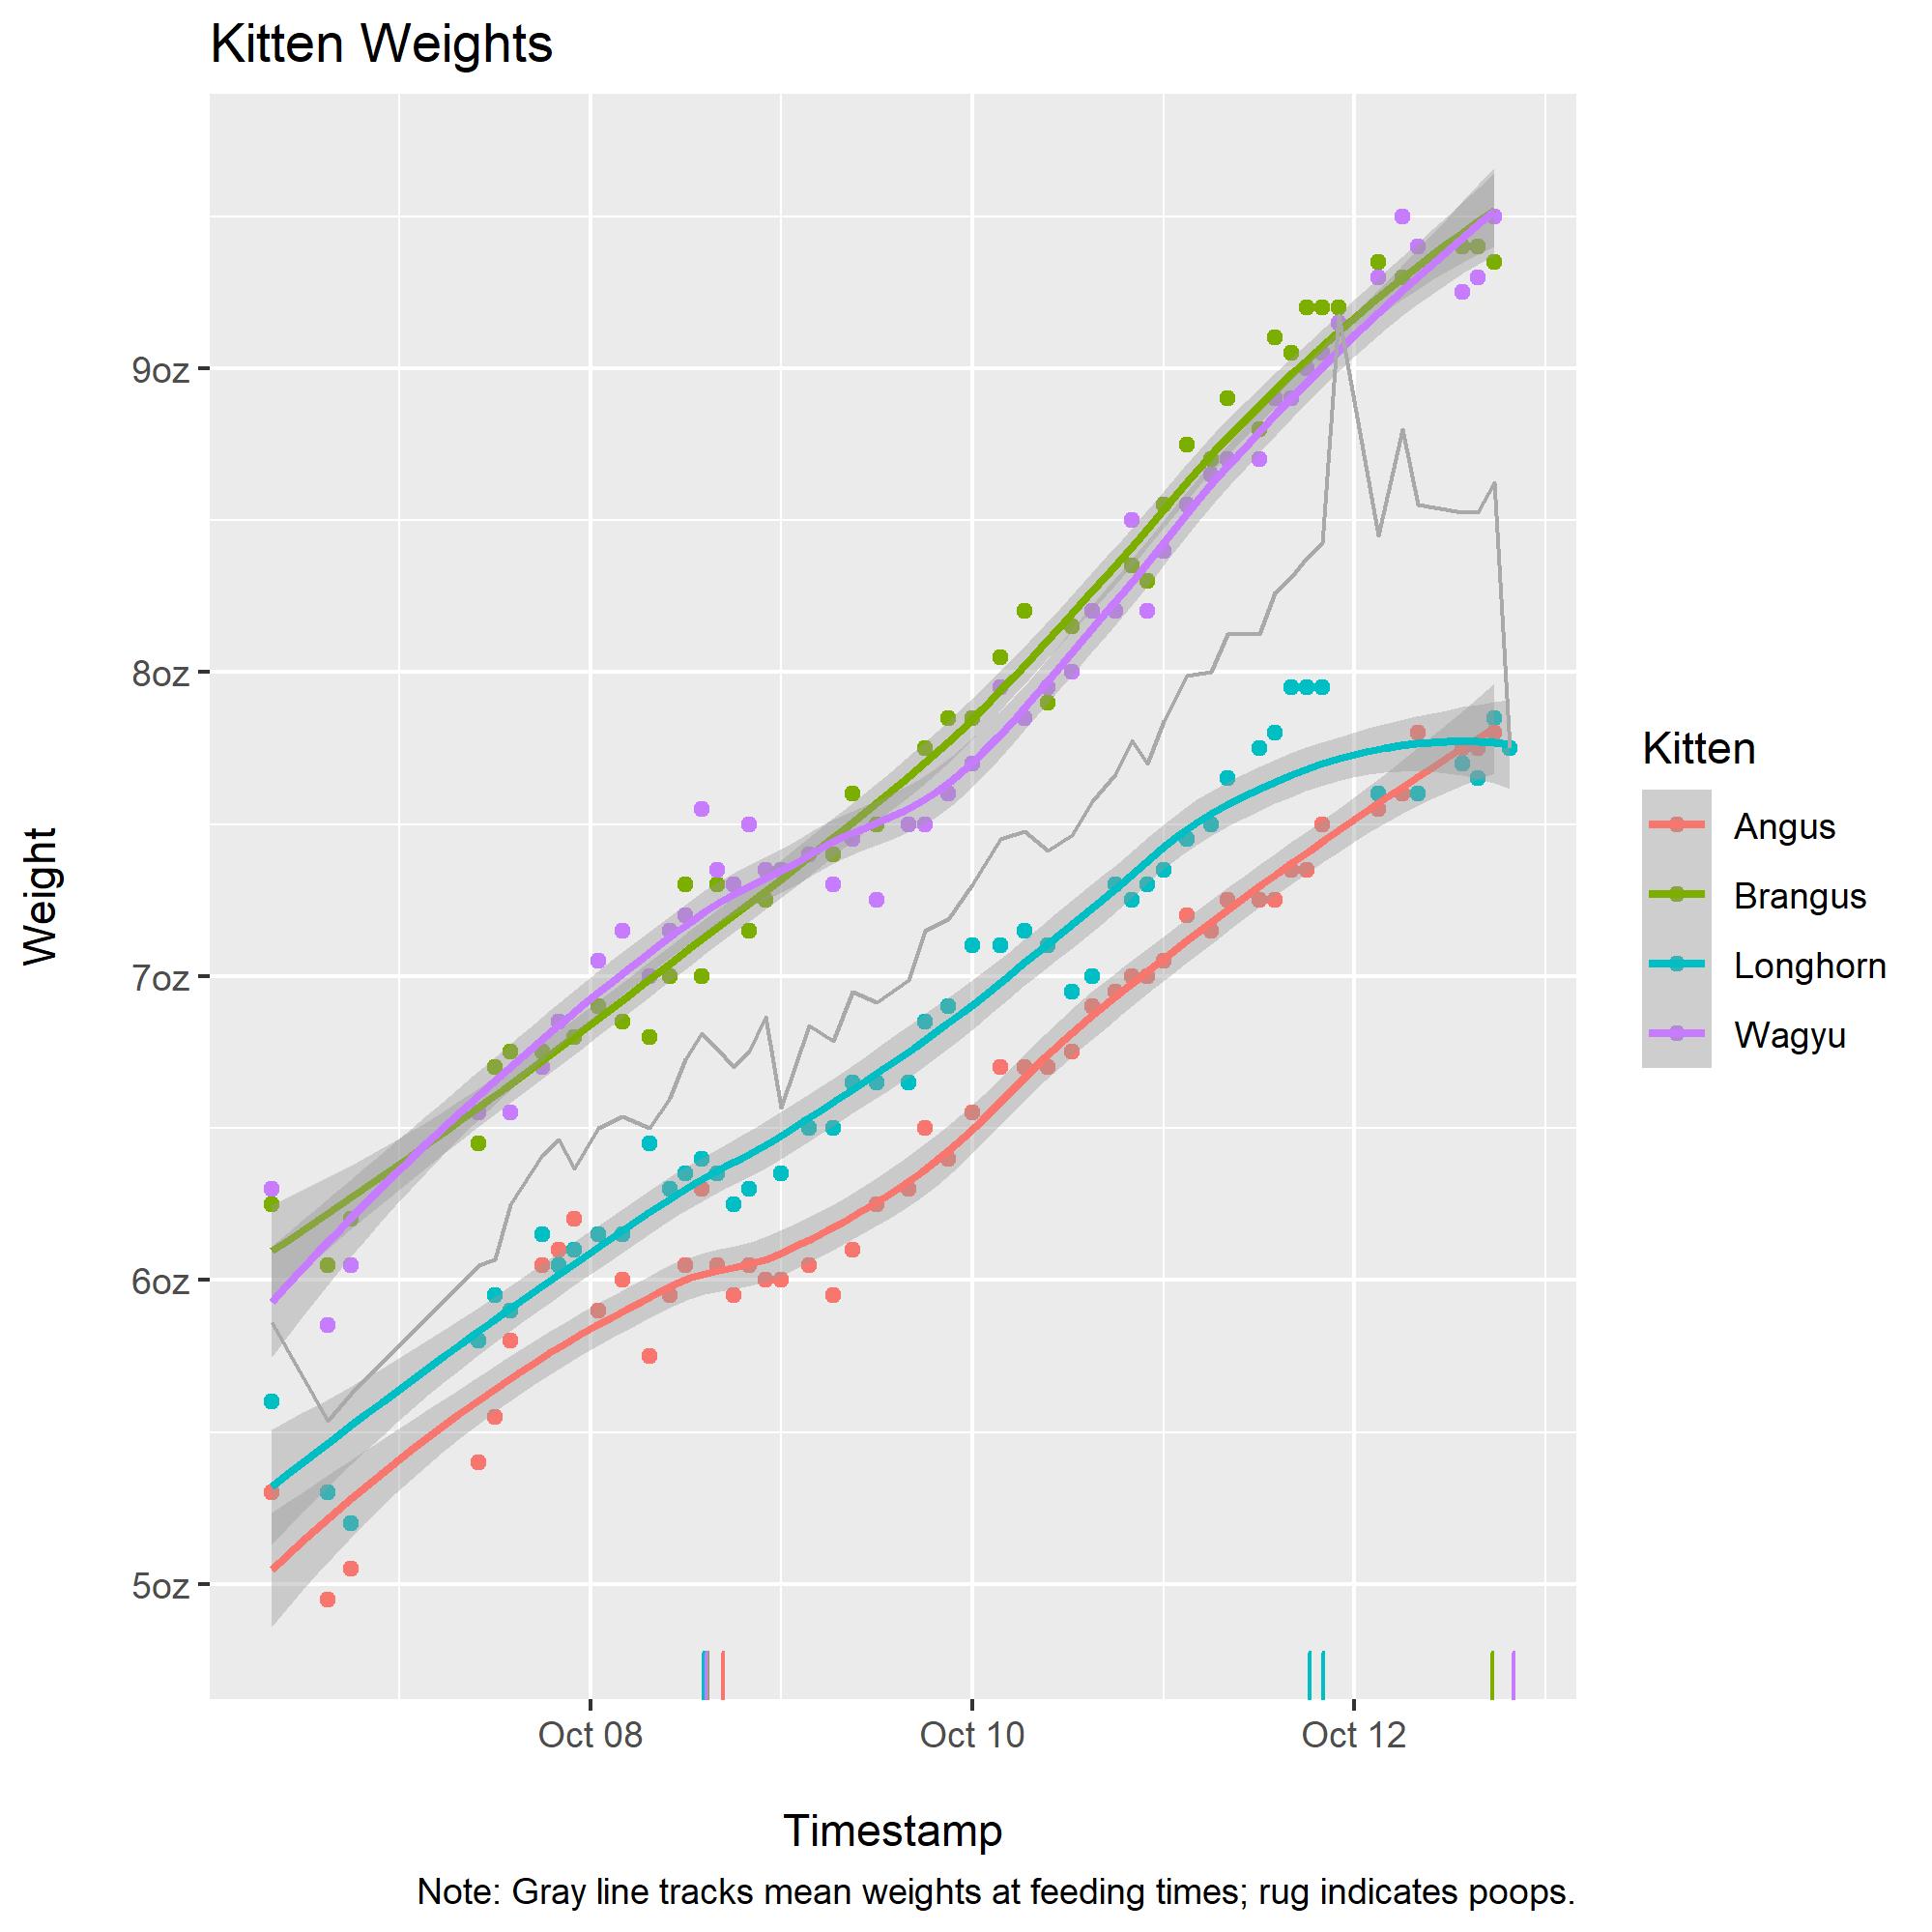 Kitten Weights
9oz
8oz
7oz
6oz
5oz
Weight
Oct 08
Oct 10
Oct 12
Timestamp
Note: Gray line tracks mean weights at feeding times; rug indicates poops.
Kitten
Angus
Brangus
Longhorn
Wagyu